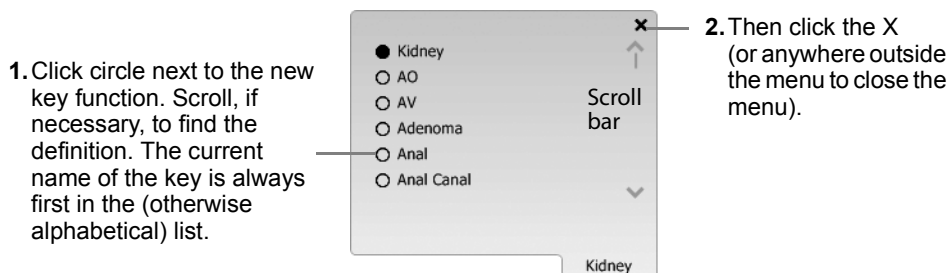 1. Click circle next to the new
key function. Scroll, if
necessary, to find the
definition. The current
name of the key is always
first in the (otherwise
alphabetical) list.
Kidney
AO
AV
Adenoma
Anal
Anal Canal
Scroll
bar
Kidney
2. Then click the X
(or anywhere outside
the menu to close the
menu).